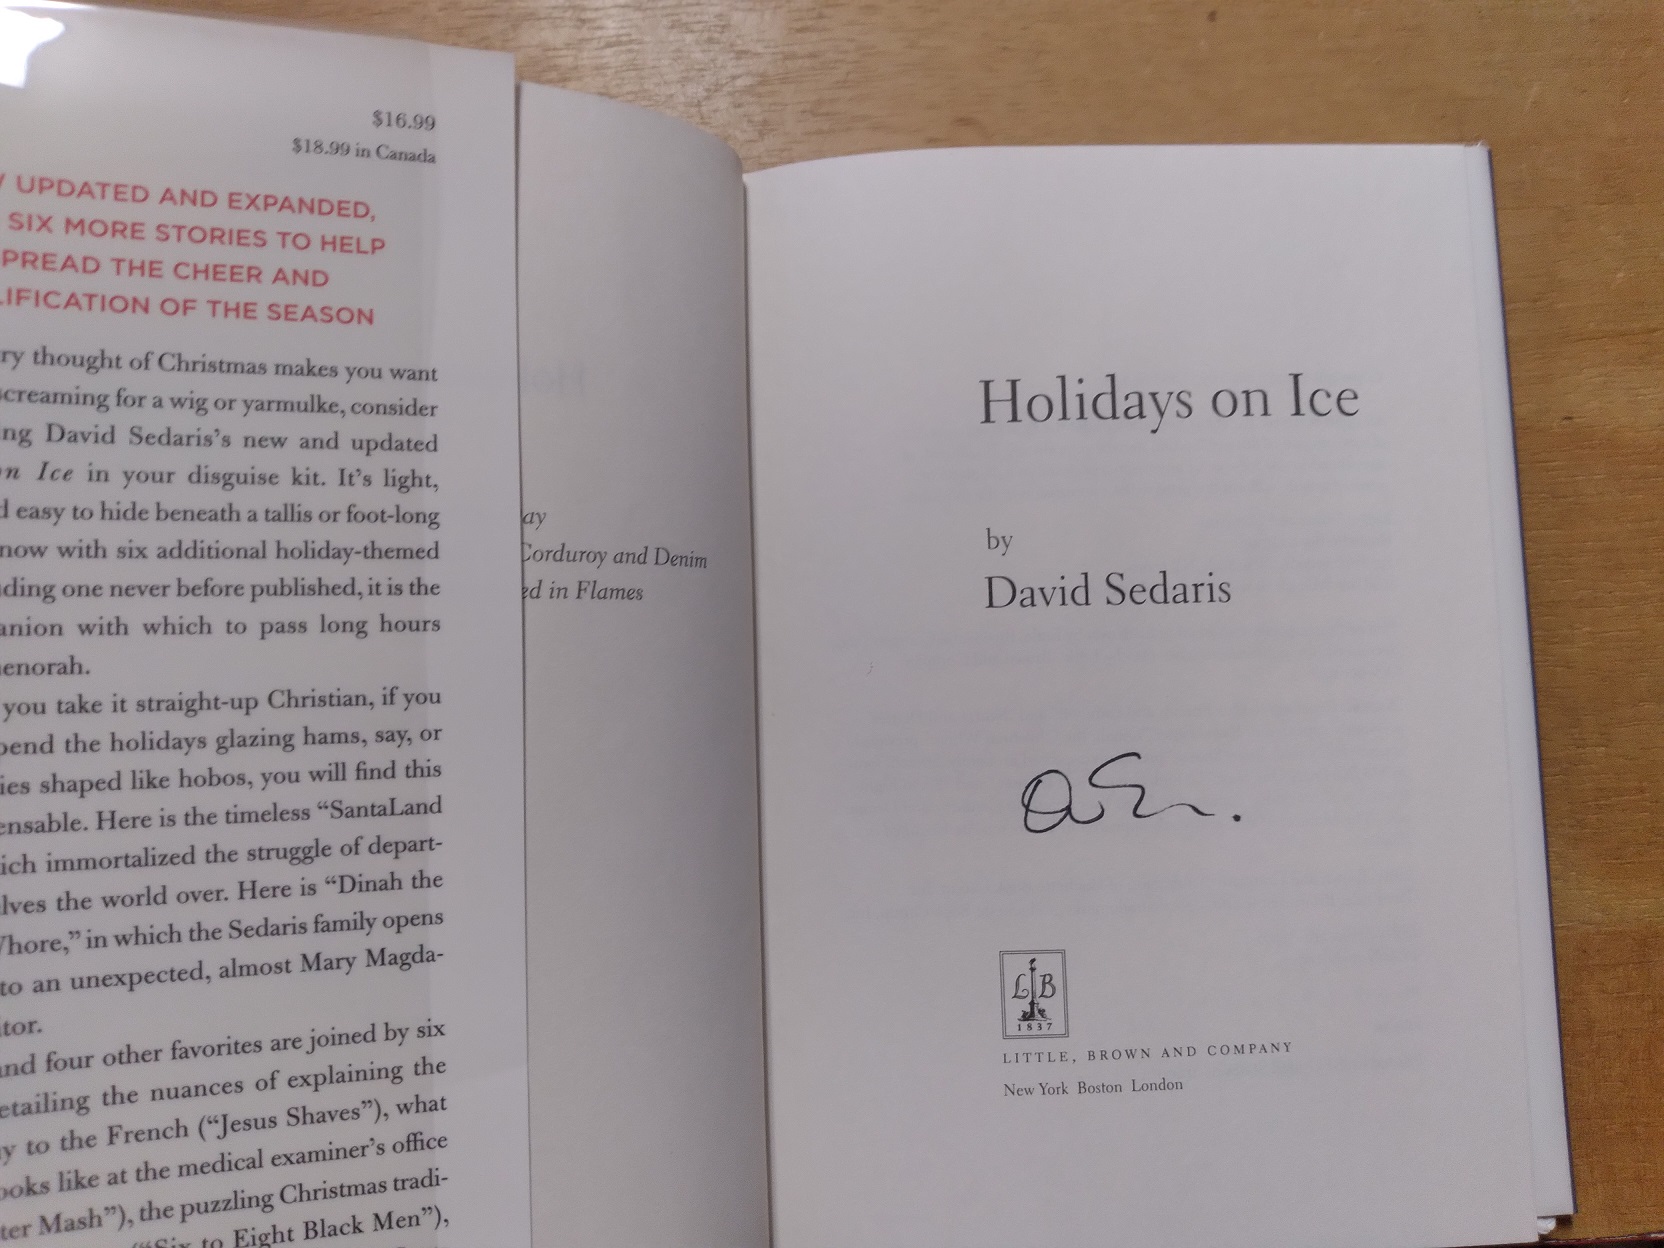 $16.99
$18.99 in Canada
UPDATED AND EXPANDED,
SIX MORE STORIES TO HELP
PREAD THE CHEER AND
LIFICATION OF THE SEASON
ry thought of Christmas makes you want
screaming for a wig or yarmulke, consider
ng David Sedaris's new and updated
n Ice in your disguise kit. It's light,
d easy to hide beneath a tallis or foot-long
now with six additional holiday-themed
ding one never before published, it is the
anion with which to pass long hours
enorah.
you take it straight-up Christian, if you
pend the holidays glazing hams, say, or
ies shaped like hobos, you will find this
ensable. Here is the timeless “SantaLand
ich immortalized the struggle of depart-
lves the world over. Here is “Dinah the
Whore,” in which the Sedaris family opens
to an unexpected, almost Mary Magda-
itor.
and four other favorites are joined by six
etailing the nuances of explaining the
y to the French (“Jesus Shaves”), what
ooks like at the medical examiner's office
ter Mash”), the puzzling Christmas tradi-
(“Six to Eight Black Men”),
ay
Corduroy and Denim
ed in Flames
Holidays on Ice
by
David Sedaris
L B
1837
LITTLE, BROWN AND COMPANY
New York Boston London